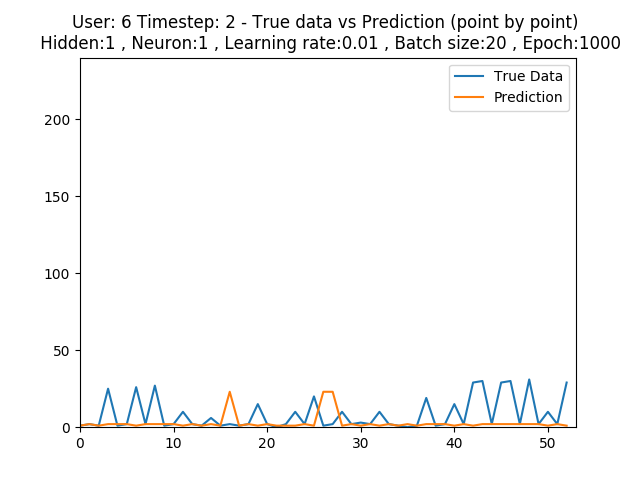 User: 6 Timestep: 2 - True data vs Prediction (point by point)
Hidden:1 , Neuron:1 , Learning rate:0.01 , Batch size:20 , Epoch:1000
True Data
Prediction
200
150
100
50
0
0 10 20 30 40 50